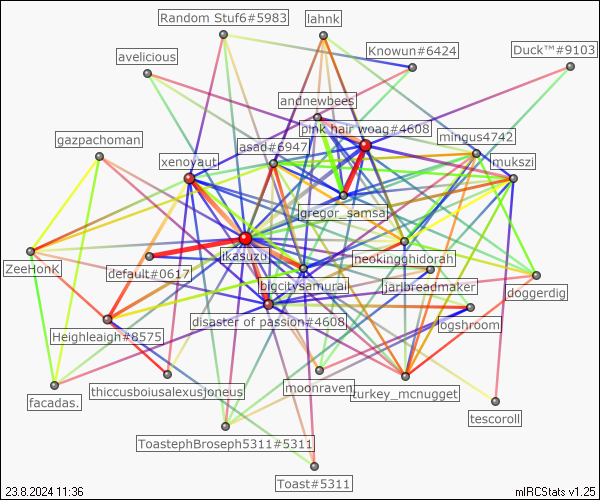 Random Stuf6#5983
lahnk
Knowun#6424
Duck™#9103
avelicious
andnewbees
pink hair woag#4608
mingus4742
gazpachoman
asad#6947
xenoyaut
mukszi
gregor_samsa
ikasuzu
neokingghidorah
ZeeHonk
default#0617
bigcitysamurai
jarlbreadmaker
doggerdig
disaster of passion#4608
ogshroom
Heighleigh#8575
moonraven
turkey_mcnugget
facadas.
thiccusboiusalexusjoneus
tescoroll
ToastephBroseph5311#5311
Toast#5311
23.8.2024 11:36
mIRCStats v1.25